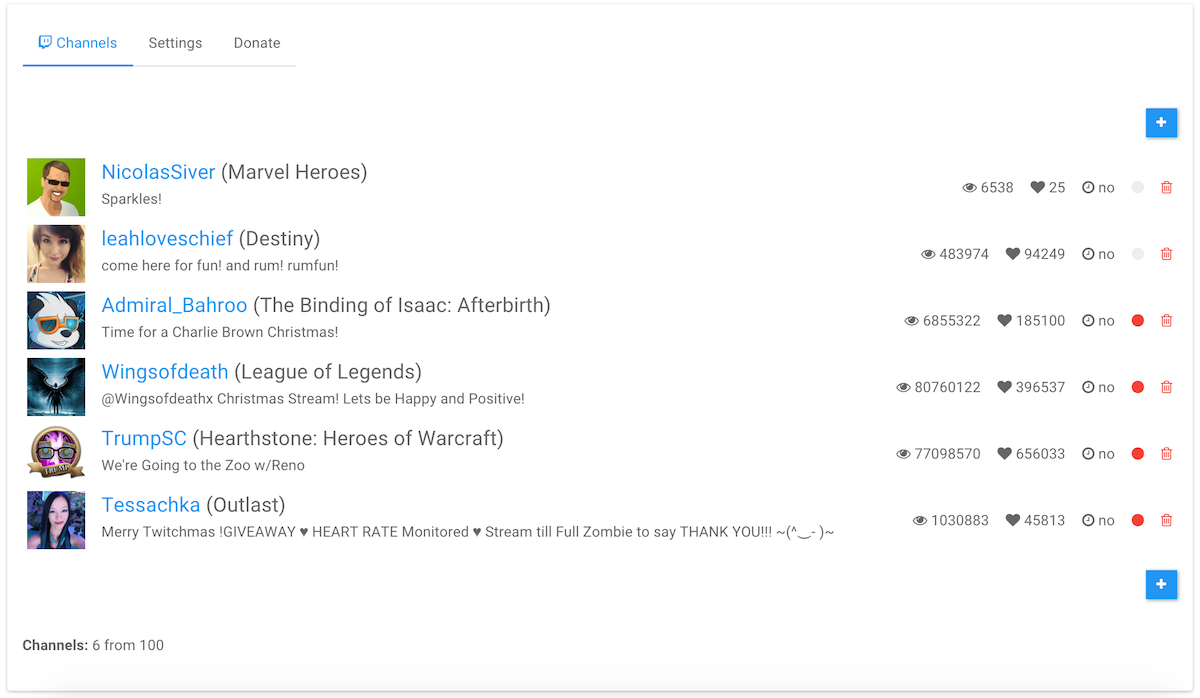 Channels Settings Donate
+
NicolasSiver (Marvel Heroes)
Sparkles!
6538 25 no
leahloveschief (Destiny)
come here for fun! and rum! rumfun!
483974 94249 no
Admiral_Bahroo (The Binding of Isaac: Afterbirth)
Time for a Charlie Brown Christmas!
6855322 185100 no
Wingsofdeath (League of Legends)
@Wingsofdeathx Christmas Stream! Lets be Happy and Positive!
80760122 396537 no
TRUMP
TrumpSC (Hearthstone: Heroes of Warcraft)
We're Going to the Zoo w/Reno
77098570 656033 no
Tessachka (Outlast)
Merry Twitchmas !GIVEAWAY ♥ HEART RATE Monitored ♥ Stream till Full Zombie to say THANK YOU!!! ~(^‿- )~
1030883 45813 no
+
Channels: 6 from 100